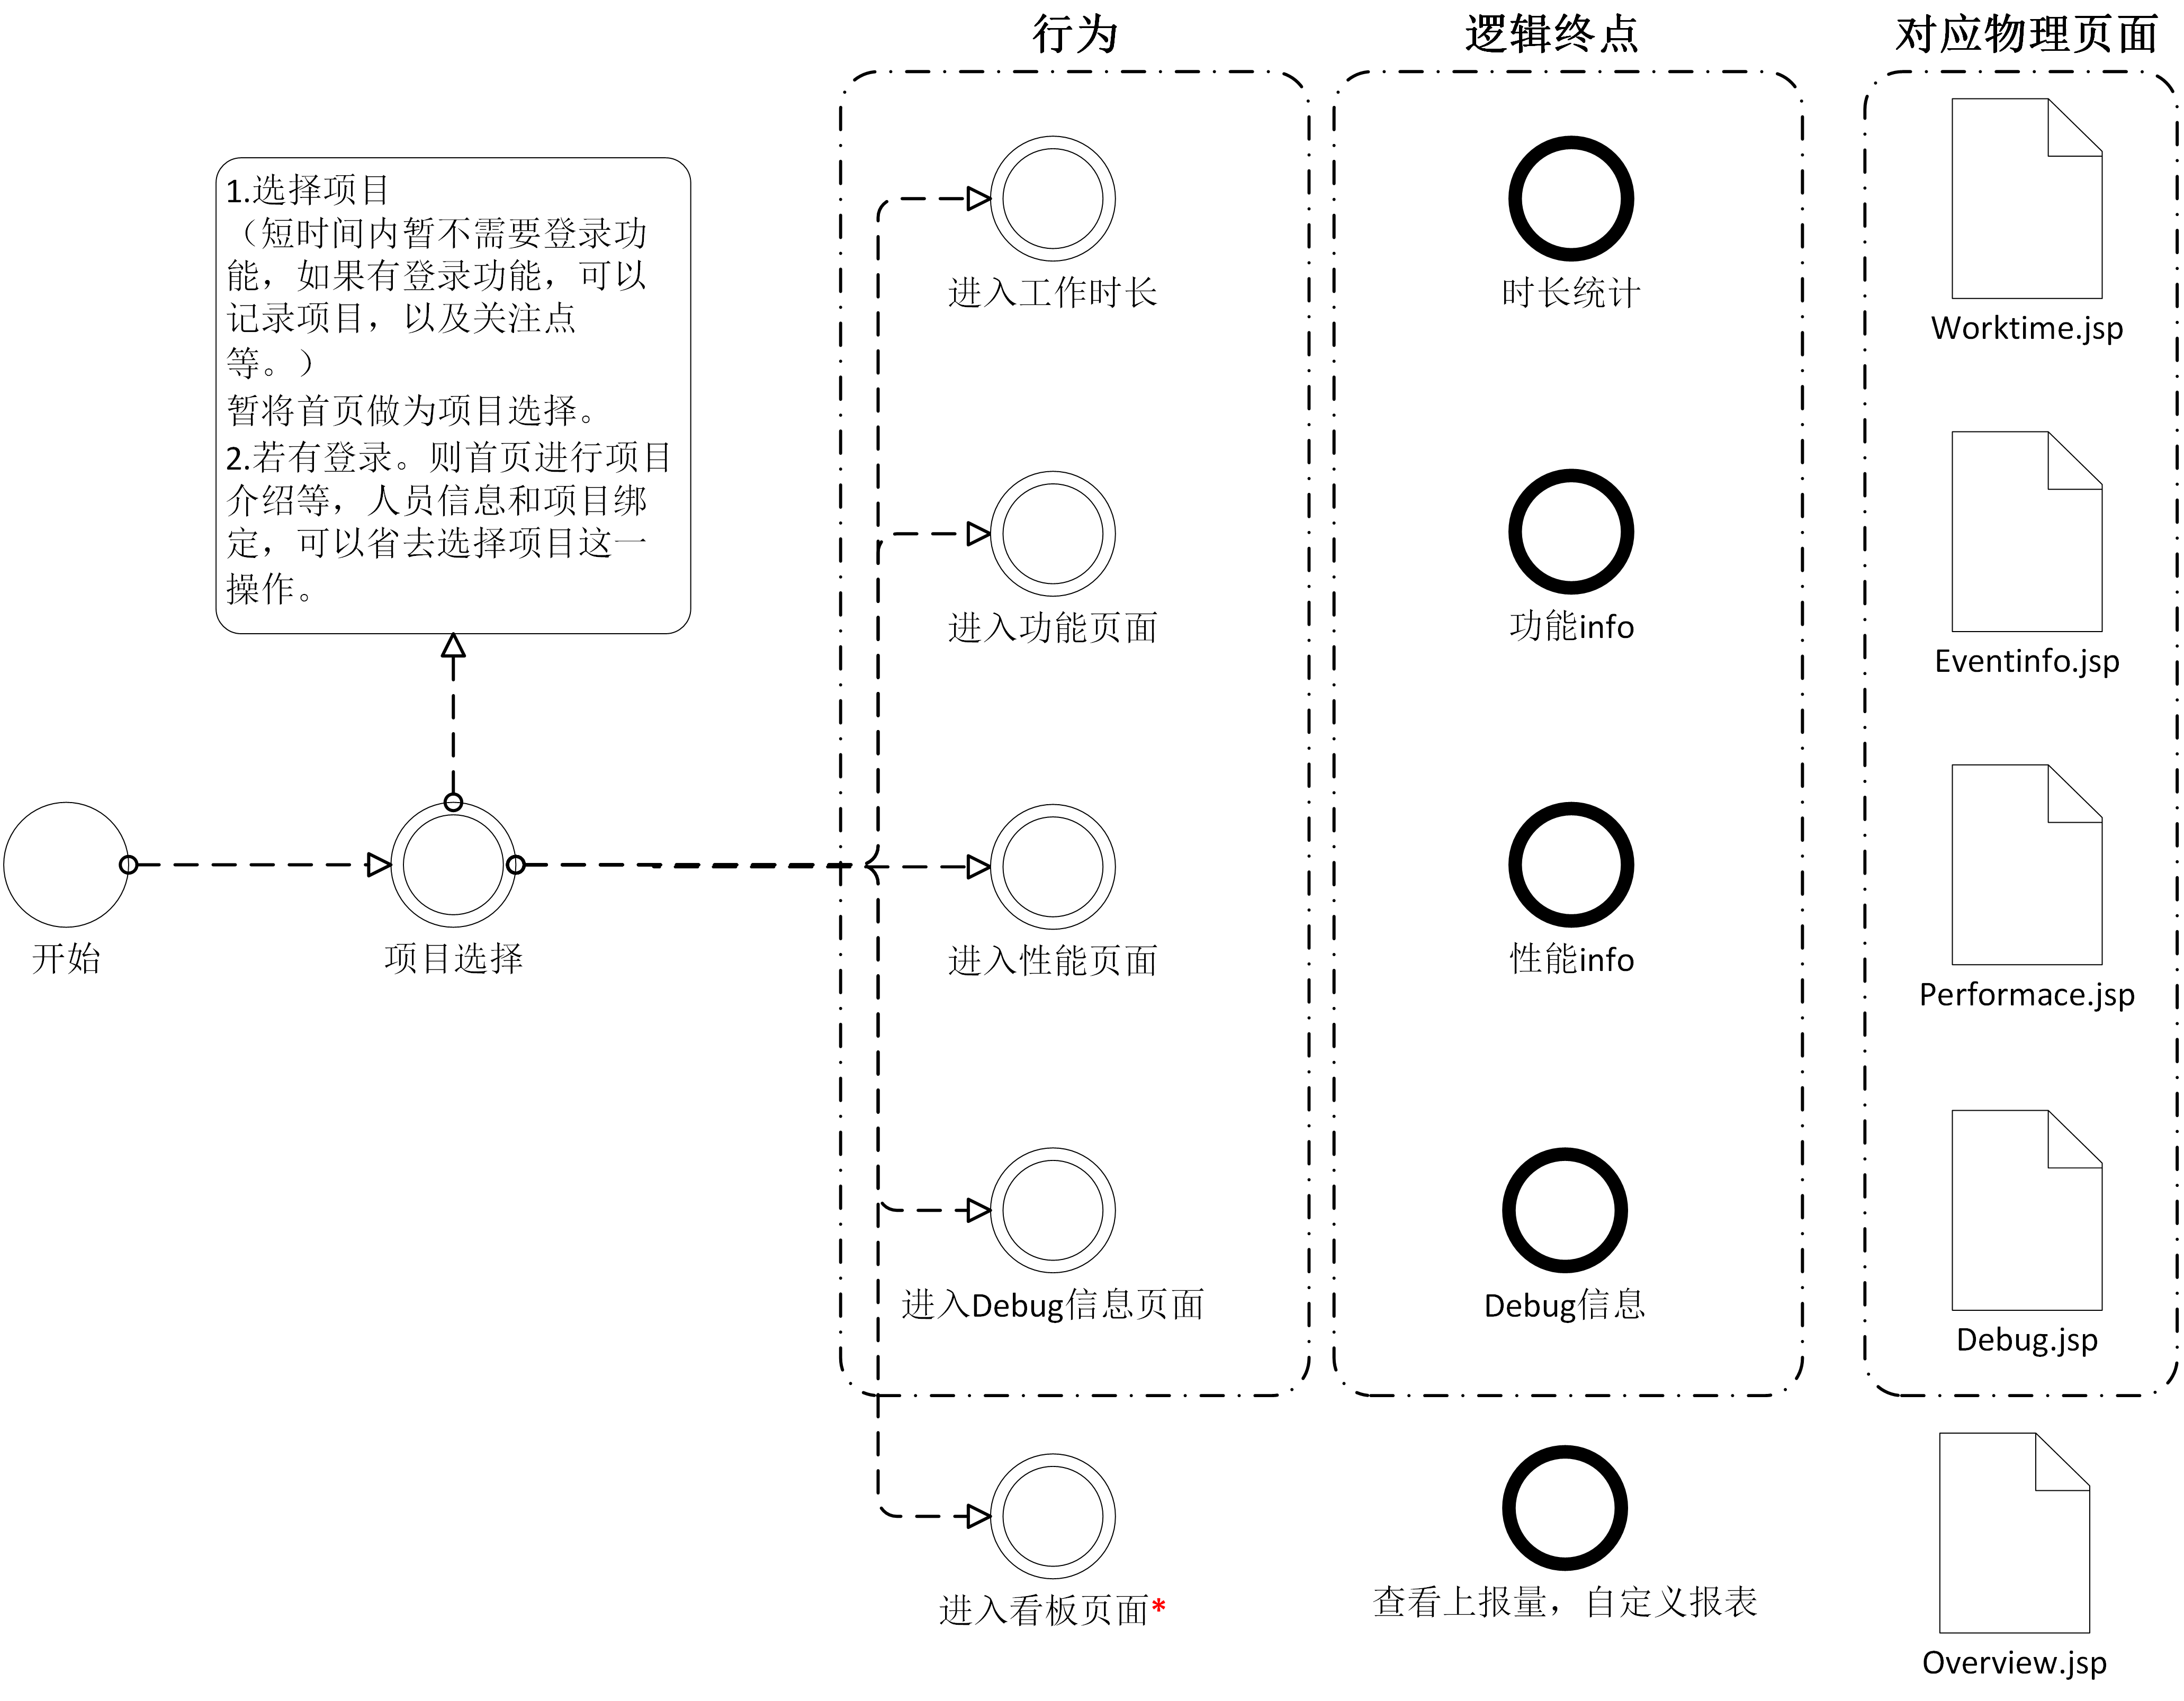 行为
逻辑终点
对应物理页面
1.选择项目
（短时间内暂不需要登录功
能，如果有登录功能，可以
记录项目，以及关注点
等。）
暂将首页做为项目选择。
2.若有登录。则首页进行项目
介绍等，人员信息和项目绑
定，可以省去选择项目这一
操作。
进入工作时长
时长统计
Worktime.jsp
进入功能页面
功能info
Eventinfo.jsp
开始
项目选择
进入性能页面
性能info
Performace.jsp
进入Debug信息页面
Debug信息
Debug.jsp
进入看板页面*
查看上报量，自定义报表
Overview.jsp